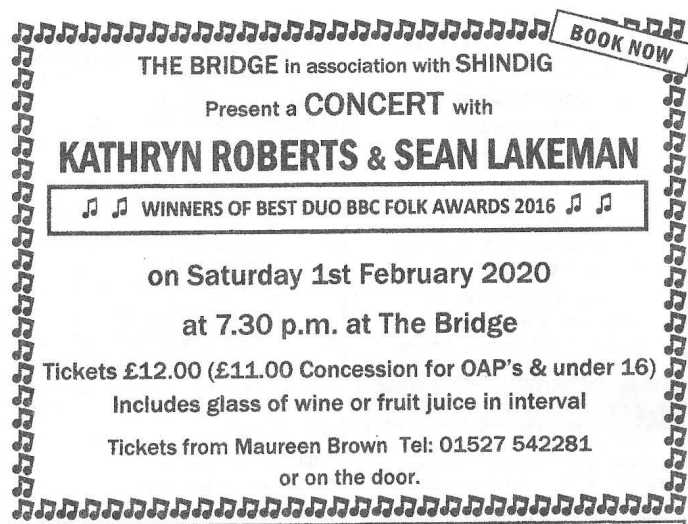 BOOK NOW
THE BRIDGE in association with SHINDIG
Present a CONCERT with
KATHRYN ROBERTS & SEAN LAKEMAN
WINNERS OF BEST DUO BBC FOLK AWARDS 2016
on Saturday 1st February 2020
at 7.30 p.m. at The Bridge
Tickets £12.00 (£11.00 Concession for OAP's & under 16)
Includes glass of wine or fruit juice in interval
Tickets from Maureen Brown Tel: 01527 542281
or on the door.